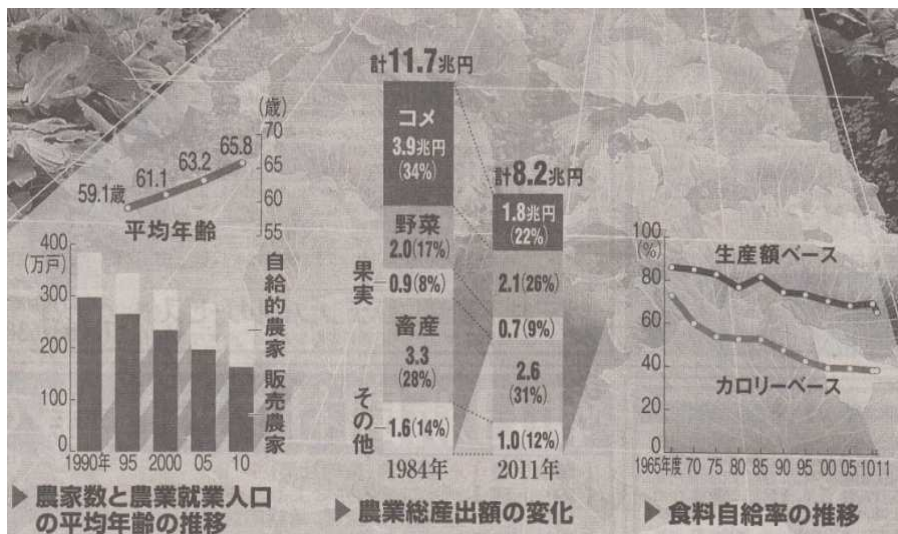 (歳)
70
65
60
55
59.1歳
61.1
63.2
65.8
平均年齢
400
(万戸)
300
200
100
0
1990年 95 2000 05 10
自給的農家
販売農家
▶農家数と農業就業人口
の平均年齢の推移
計11.7兆円
コメ
3.9兆円
(34%)
野菜
2.0(17%)
果実
0.9(8%)
畜産
3.3
(28%)
その他
1.6(14%)
1984年
計8.2兆円
1.8兆円
(22%)
2.1(26%)
0.7(9%)
2.6
(31%)
1.0(12%)
2011年
▶農業総産出額の変化
100
(%)
80
60
40
20
0
生産額ベース
カロリーベース
1965年度 70 75 80 85 90 95 00 05 10 11
▶食料自給率の推移